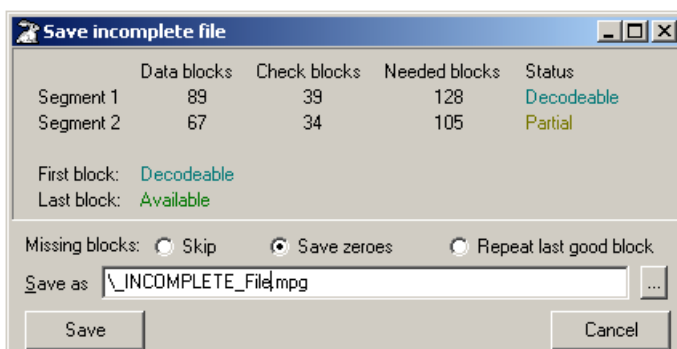 Save incomplete file
Data blocks Check blocks Needed blocks Status
Segment 1 89 39 128 Decodeable
Segment 2 67 34 105 Partial
First block: Decodeable
Last block: Available
Missing blocks: Skip Save zeroes Repeat last good block
Save as \_INCOMPLETE_File.mpg ...
Save Cancel